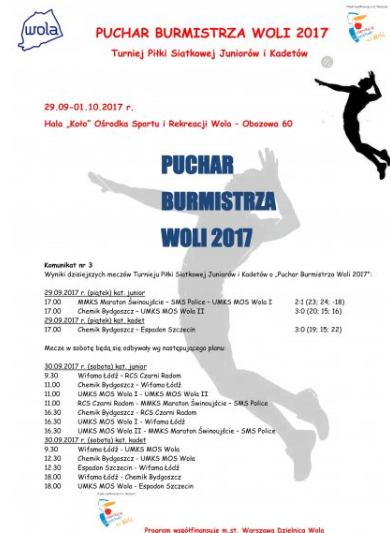 wola
PUCHAR BURMISTRZA WOLI 2017
Turniej Piłki Siatkowej Juniorów i Kadetów
29.09-01.10.2017 r.
Hala „Koło” Ośrodka Sportu i Rekreacji Wola – Obozowa 60
PUCHAR
BURMISTRZA
WOLI 2017
Komunikat nr 3
Wyniki dzisiejszych meczów Turnieju Piłki Siatkowej Juniorów i Kadetów o „Puchar Burmistrza Woli 2017”:
29.09.2017 r. (piątek) kat. junior
17.00 MMKS Maraton Świnoujście – SMS Police – UMKS MOS Wola I 2:1 (23; 24; -18)
17.00 Chemik Bydgoszcz – UMKS MOS Wola II 3:0 (20; 15; 16)
29.09.2017 r. (piątek) kat. kadet
17.00 Chemik Bydgoszcz – Espadon Szczecin 3:0 (19; 15; 22)
Mecze w sobotę będą się odbywały wg następującego planu:
30.09.2017 r. (sobota) kat. junior
9.30 Wifama Łódź – RCS Czarni Radom
11.00 Chemik Bydgoszcz – Wifama Łódź
11.00 UMKS MOS Wola I - UMKS MOS Wola II
11.00 RCS Czarni Radom - MMKS Maraton Świnoujście – SMS Police
16.30 Chemik Bydgoszcz - RCS Czarni Radom
16.30 UMKS MOS Wola I - Wifama Łódź
16.30 UMKS MOS Wola II - MMKS Maraton Świnoujście – SMS Police
30.09.2017 r. (sobota) kat. kadet
9.30 Wifama Łódź – UMKS MOS Wola
12.30 Chemik Bydgoszcz – UMKS MOS Wola
12.30 Espadon Szczecin - Wifama Łódź
18.00 Wifama Łódź - Chemik Bydgoszcz
18.00 UMKS MOS Wola - Espadon Szczecin
Program współfinansuje m.st. Warszawa Dzielnica Wola